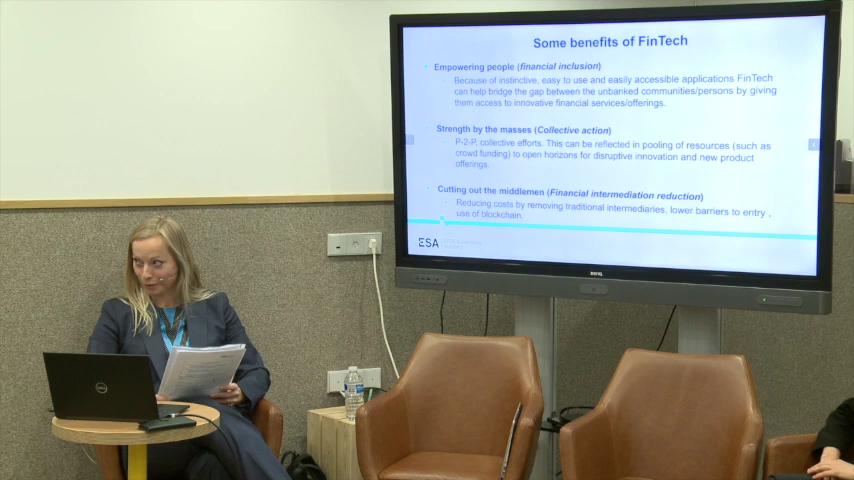 Some benefits of FinTech
Empowering people (financial inclusion)
Because of instinctive, easy to use and easily accessible applications FinTech
can help bridge the gap between the unbanked communities/persons by giving
them access to innovative financial services/offerings.
Strength by the masses (Collective action)
P-2-P, collective efforts. This can be reflected in pooling of resources (such as
crowd funding) to open horizons for disruptive innovation and new product
offerings.
Cutting out the middlemen (Financial intermediation reduction)
Reducing costs by removing traditional intermediaries, lower barriers to entry ,
use of blockchain.
ESA
BENQ
DELL